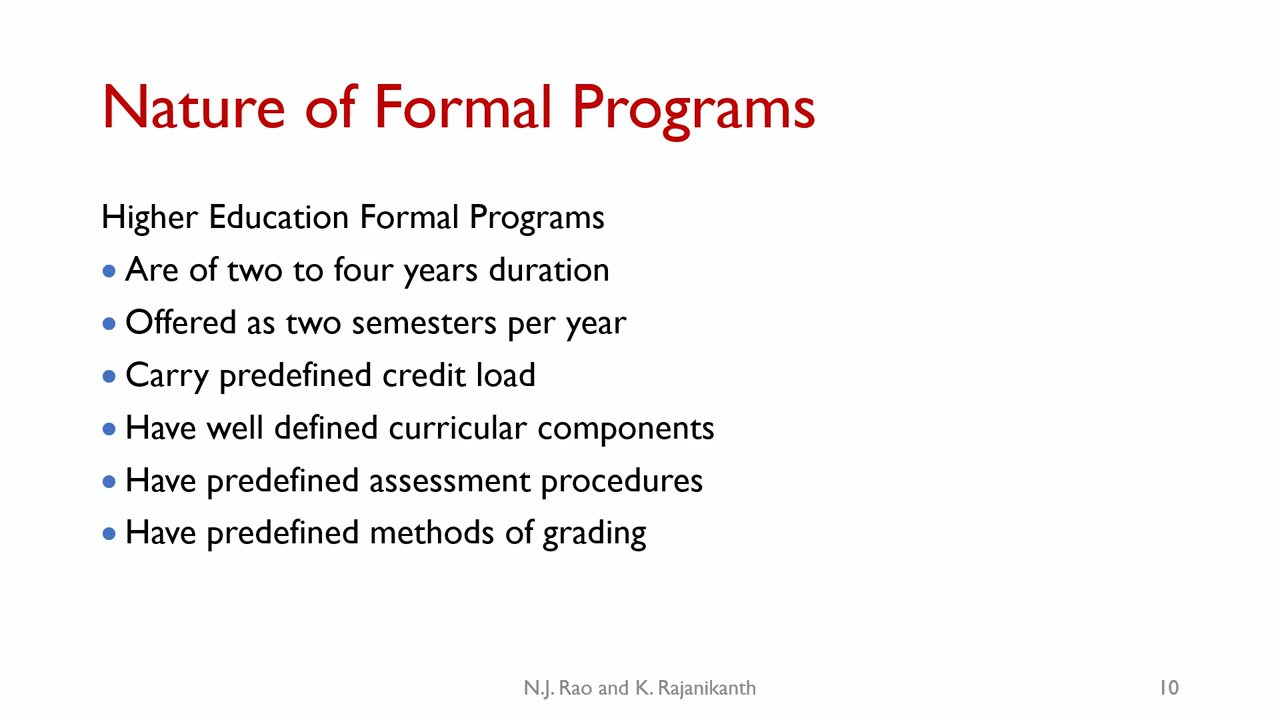 Nature of Formal Programs
Higher Education Formal Programs
• Are of two to four years duration
• Offered as two semesters per year
• Carry predefined credit load
• Have well defined curricular components
• Have predefined assessment procedures
• Have predefined methods of grading
N.J. Rao and K. Rajanikanth
10